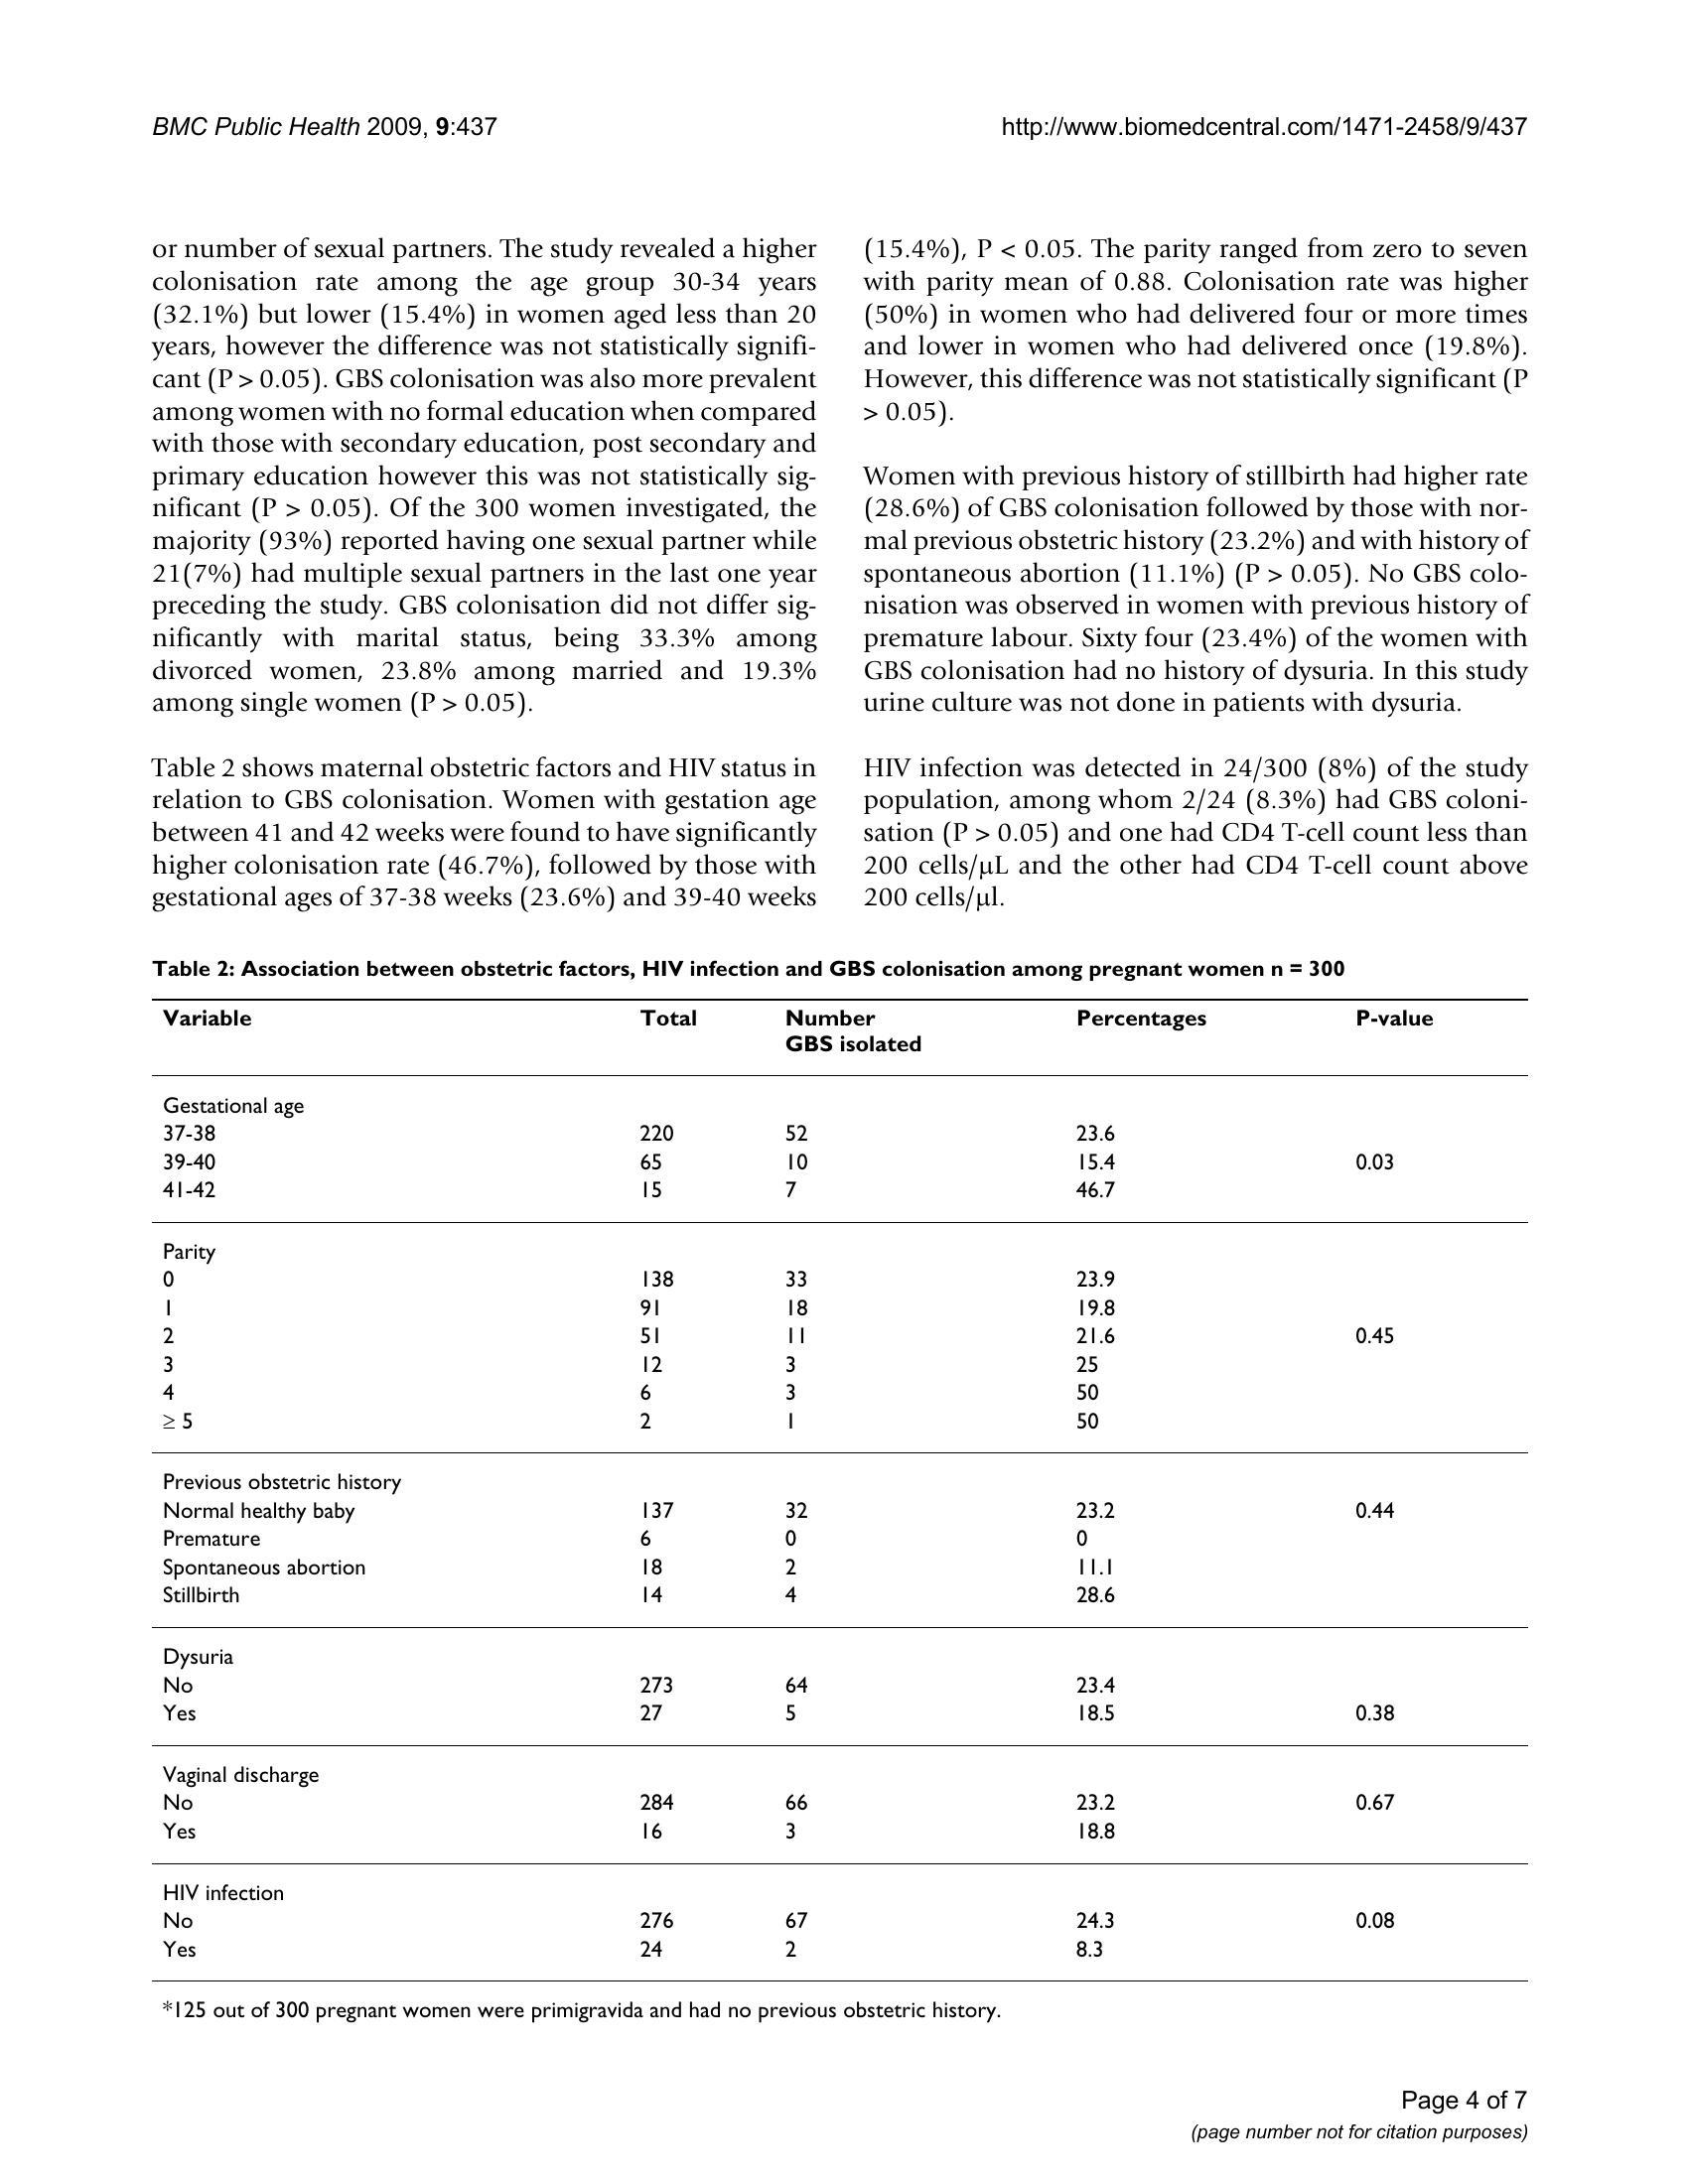 BMC Public Health 2009, 9:437
http://www.biomedcentral.com/1471-2458/9/437
or number of sexual partners. The study revealed a higher
colonisation rate among the age group 30-34 years
(32.1%) but lower (15.4%) in women aged less than 20
years, however the difference was not statistically signifi-
cant (P > 0.05). GBS colonisation was also more prevalent
among women with no formal education when compared
with those with secondary education, post secondary and
primary education however this was not statistically sig-
nificant (P > 0.05). Of the 300 women investigated, the
majority (93%) reported having one sexual partner while
21(7%) had multiple sexual partners in the last one year
preceding the study. GBS colonisation did not differ sig-
nificantly with marital status, being 33.3% among
divorced women, 23.8% among married and 19.3%
among single women (P > 0.05).
Table 2 shows maternal obstetric factors and HIV status in
relation to GBS colonisation. Women with gestation age
between 41 and 42 weeks were found to have significantly
higher colonisation rate (46.7%), followed by those with
gestational ages of 37-38 weeks (23.6%) and 39-40 weeks
(15.4%), P < 0.05. The parity ranged from zero to seven
with parity mean of 0.88. Colonisation rate was higher
(50%) in women who had delivered four or more times
and lower in women who had delivered once (19.8%).
However, this difference was not statistically significant (P
> 0.05).
Women with previous history of stillbirth had higher rate
(28.6%) of GBS colonisation followed by those with nor-
mal previous obstetric history (23.2%) and with history of
spontaneous abortion (11.1%) (P > 0.05). No GBS colo-
nisation was observed in women with previous history of
premature labour. Sixty four (23.4%) of the women with
GBS colonisation had no history of dysuria. In this study
urine culture was not done in patients with dysuria.
HIV infection was detected in 24/300 (8%) of the study
population, among whom 2/24 (8.3%) had GBS coloni-
sation (P > 0.05) and one had CD4 T-cell count less than
200 cells/μL and the other had CD4 T-cell count above
200 cells/μl.
Table 2: Association between obstetric factors, HIV infection and GBS colonisation among pregnant women n = 300
Variable Total Number Percentages P-value
GBS isolated
Gestational age
37-38 220 52 23.6
39-40 65 10 15.4 0.03
41-42 15 7 46.7
Parity
0 138 33 23.9
1 91 18 19.8
2 51 11 21.6 0.45
3 12 3 25
4 6 3 50
≥ 5 2 1 50
Previous obstetric history
Normal healthy baby 137 32 23.2 0.44
Premature 6 0 0
Spontaneous abortion 18 2 11.1
Stillbirth 14 4 28.6
Dysuria
No 273 64 23.4
Yes 27 5 18.5 0.38
Vaginal discharge
No 284 66 23.2 0.67
Yes 16 3 18.8
HIV infection
No 276 67 24.3 0.08
Yes 24 2 8.3
*125 out of 300 pregnant women were primigravida and had no previous obstetric history.
Page 4 of 7
(page number not for citation purposes)